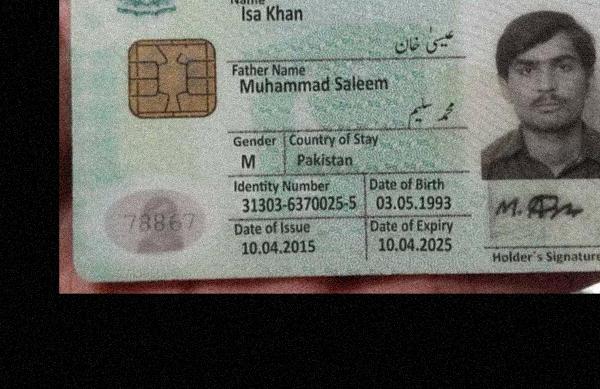 Name
Isa Khan
عیسیٰ خان
Father Name
Muhammad Saleem
محمد سلیم
Gender Country of Stay
M Pakistan
Identity Number Date of Birth
31303-6370025-5 03.05.1993
78867
Date of Issue Date of Expiry
10.04.2015 10.04.2025
Holder's Signature